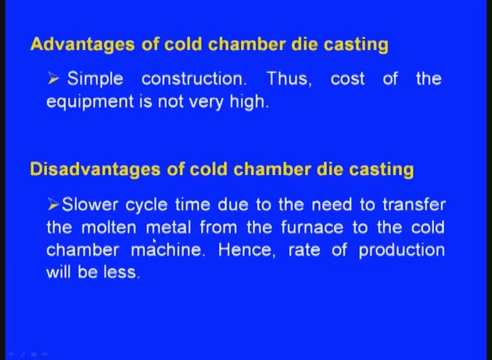 Advantages of cold chamber die casting
➢ Simple construction. Thus, cost of the
equipment is not very high.
Disadvantages of cold chamber die casting
➢Slower cycle time due to the need to transfer
the molten metal from the furnace to the cold
chamber machine. Hence, rate of production
will be less.